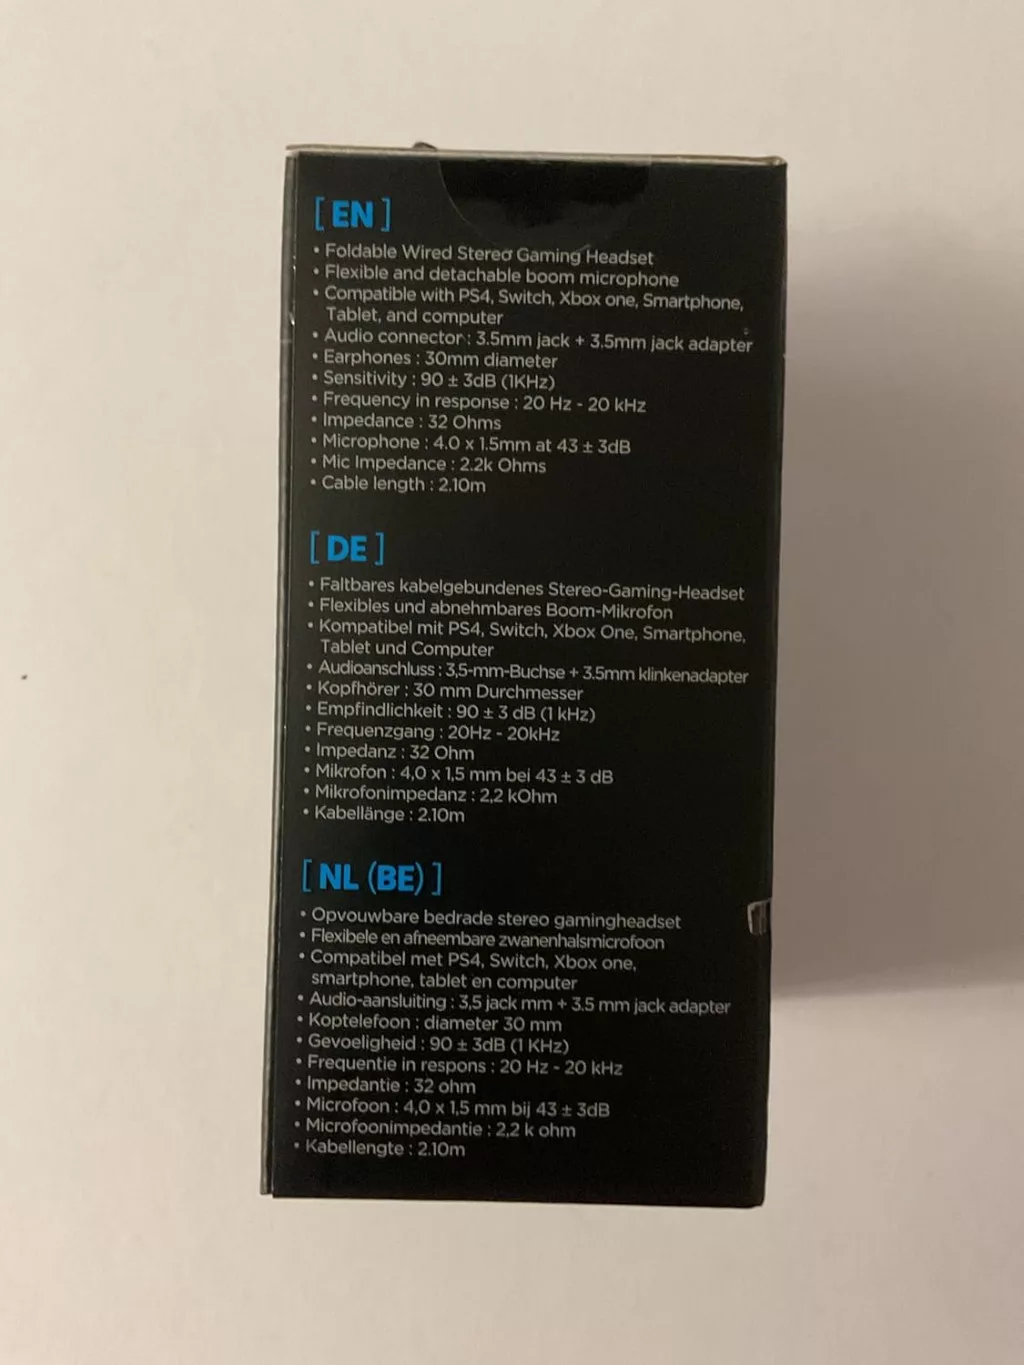 [ EN ]
• Foldable Wired Stereo Gaming Headset
• Flexible and detachable boom microphone
• Compatible with PS4, Switch, Xbox one, Smartphone,
Tablet, and computer
• Audio connector : 3.5mm jack + 3.5mm jack adapter
• Earphones : 30mm diameter
• Sensitivity : 90 ± 3dB (1KHz)
• Frequency in response : 20 Hz - 20 kHz
• Impedance : 32 Ohms
• Microphone : 4.0 x 1.5mm at 43 ± 3dB
• Mic Impedance : 2.2k Ohms
• Cable length : 2.10m
[ DE ]
• Faltbares kabelgebundenes Stereo-Gaming-Headset
• Flexibles und abnehmbares Boom-Mikrofon
• Kompatibel mit PS4, Switch, Xbox One, Smartphone,
Tablet und Computer
• Audioanschluss : 3,5-mm-Buchse + 3.5mm klinkenadapter
• Kopfhörer : 30 mm Durchmesser
• Empfindlichkeit : 90 ± 3 dB (1 kHz)
• Frequenzgang : 20Hz - 20kHz
• Impedanz : 32 Ohm
• Mikrofon : 4,0 x 1,5 mm bei 43 ± 3 dB
• Mikrofonimpedanz : 2,2 kOhm
• Kabellänge : 2.10m
[ NL (BE) ]
• Opvouwbare bedrade stereo gamingheadset
• Flexibele en afneembare zwanenhalsmicrofoon
• Compatibel met PS4, Switch, Xbox one,
smartphone, tablet en computer
• Audio-aansluiting : 3,5 jack mm + 3.5 mm jack adapter
• Koptelefoon : diameter 30 mm
• Gevoeligheid : 90 ± 3dB (1 KHz)
• Frequentie in respons : 20 Hz - 20 kHz
• Impedantie : 32 ohm
• Microfoon : 4,0 x 1,5 mm bij 43 ± 3dB
• Microfoonimpedantie : 2,2 k ohm
• Kabellengte : 2.10m